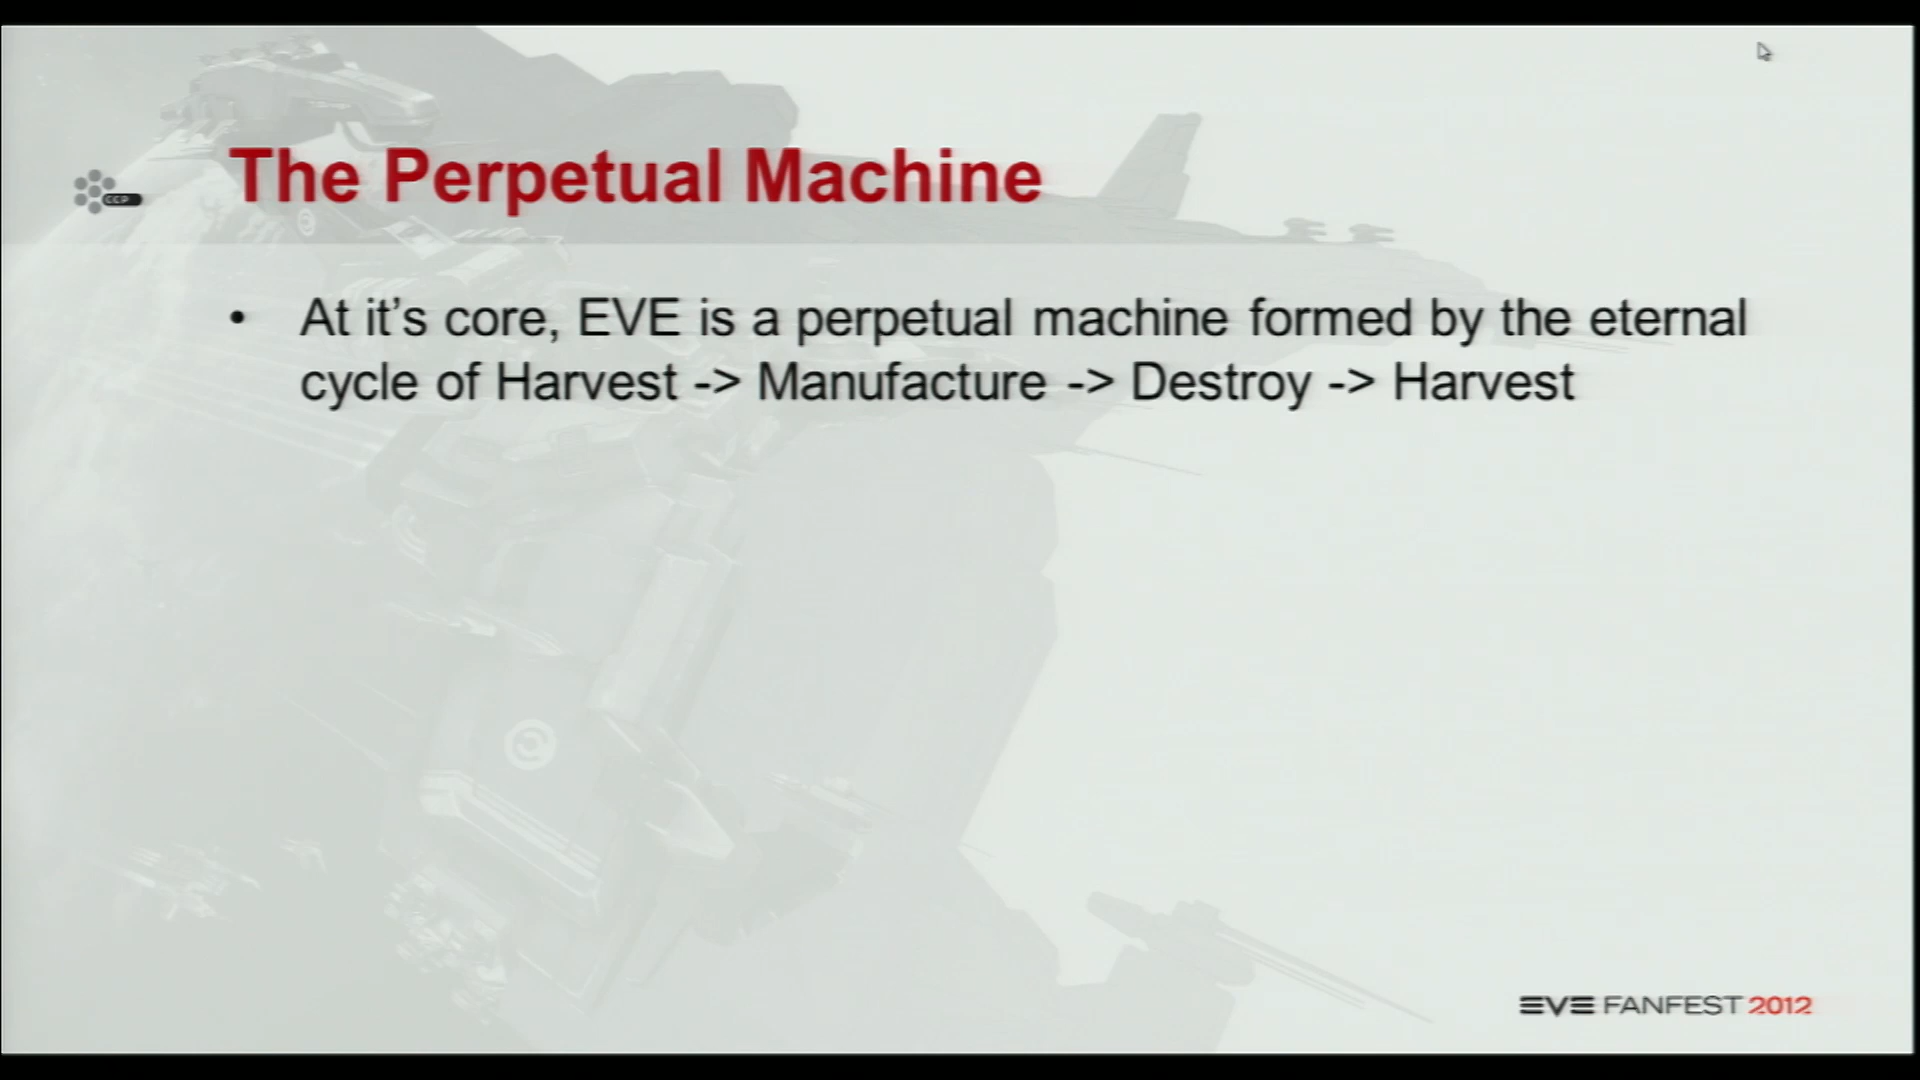 The Perpetual Machine
CCP
• At it’s core, EVE is a perpetual machine formed by the eternal
cycle of Harvest -> Manufacture -> Destroy -> Harvest
EVE FANFEST 2012